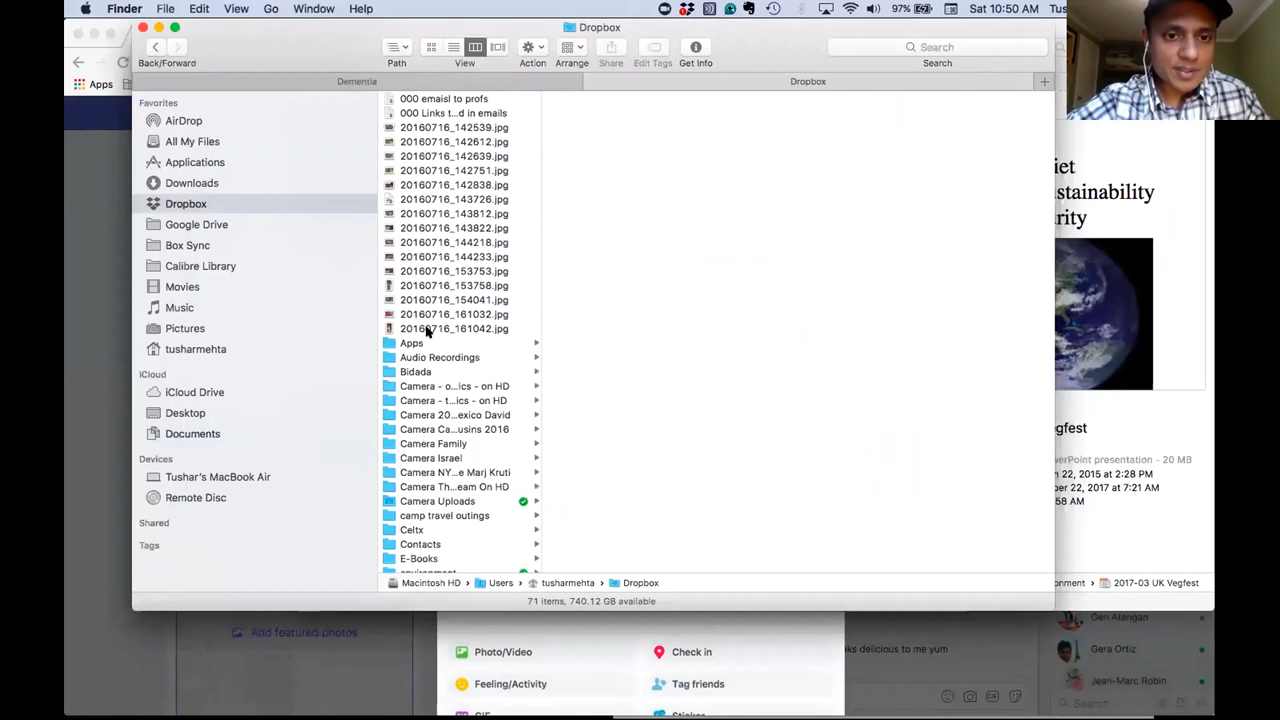 Finder File Edit View Go Window Help 97% Sat 10:50 AM Tus
Dropbox
Back/Forward Path View Action Arrange Share Edit Tags Get Info Search
Search
Apps
Dementia Dropbox
Favorites
AirDrop
All My Files
Applications
Downloads
Dropbox
Google Drive
Box Sync
Calibre Library
Movies
Music
Pictures
tusharmehta
iCloud
iCloud Drive
Desktop
Documents
Devices
Tushar's MacBook Air
Remote Disc
Shared
Tags
000 emaisl to profs
000 Links t...d in emails
20160716_142539.jpg
20160716_142612.jpg
20160716_142639.jpg
20160716_142751.jpg
20160716_142838.jpg
20160716_143726.jpg
20160716_143812.jpg
20160716_143822.jpg
20160716_144218.jpg
20160716_144233.jpg
20160716_153753.jpg
20160716_153758.jpg
20160716_154041.jpg
20160716_161032.jpg
20160716_161042.jpg
Apps
Audio Recordings
Bidada
Camera - o...ics - on HD
Camera - t...ics - on HD
Camera 20...exico David
Camera Ca...usins 2016
Camera Family
Camera Israel
Camera NY...e Marj Kruti
Camera Th...eam On HD
Camera Uploads
camp travel outings
Celtx
Contacts
E-Books
environment
Macintosh HD Users tusharmehta Dropbox
71 items, 740.12 GB available
iet
stainability
rity
gfest
werPoint presentation - 20 MB
h 22, 2015 at 2:28 PM
ber 22, 2017 at 7:21 AM
58 AM
onment 2017-03 UK Vegfest
Add featured photos
Photo/Video Check in
Feeling/Activity Tag friends
GIF Sticker
ks delicious to me yum
Gen Atangan
Gera Ortiz
Jean-Marc Robin
Search